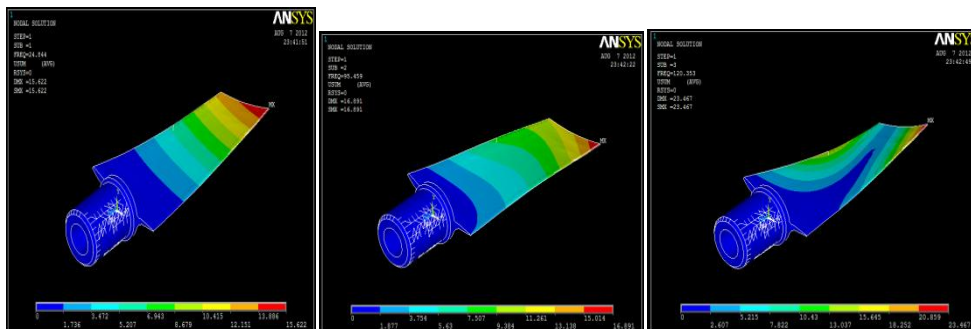 1
ANSYS
NODAL SOLUTION
AUG 7 2012
23:41:51
STEP=1
SUB =1
FREQ=24.844
USUM (AVG)
RSYS=0
DMX =15.622
SMX =15.622
MX
0 3.472 6.943 10.415 13.886
1.736 5.207 8.679 12.151 15.622
1
ANSYS
NODAL SOLUTION
AUG 7 2012
23:42:22
STEP=1
SUB =2
FREQ=95.459
USUM (AVG)
RSYS=0
DMX =16.891
SMX =16.891
MX
0 3.754 7.507 11.261 15.014
1.877 5.63 9.384 13.138 16.891
1
ANSYS
NODAL SOLUTION
AUG 7 2012
23:42:49
STEP=1
SUB =3
FREQ=120.353
USUM (AVG)
RSYS=0
DMX =23.467
SMX =23.467
MX
0 5.215 10.43 15.645 20.859
2.607 7.822 13.037 18.252 23.467